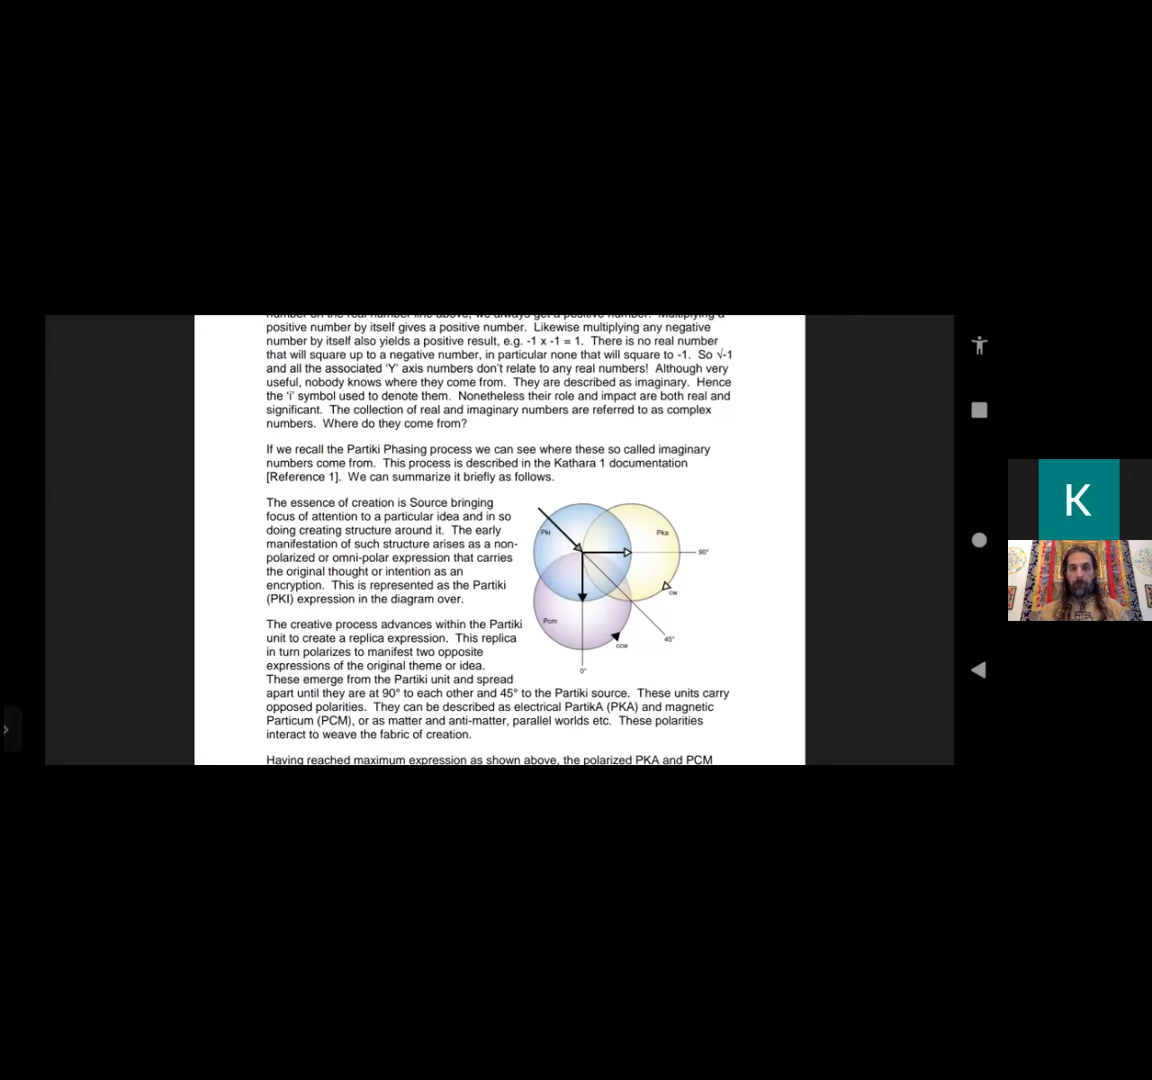 number on the real number line above, we always get a positive number.  Multiplying a
positive number by itself gives a positive number.  Likewise multiplying any negative
number by itself also yields a positive result, e.g. -1 x -1 = 1.  There is no real number
that will square up to a negative number, in particular none that will square to -1.  So √-1
and all the associated 'Y' axis numbers don't relate to any real numbers!  Although very
useful, nobody knows where they come from.  They are described as imaginary.  Hence
the 'i' symbol used to denote them.  Nonetheless their role and impact are both real and
significant.  The collection of real and imaginary numbers are referred to as complex
numbers.  Where do they come from?
If we recall the Partiki Phasing process we can see where these so called imaginary
numbers come from.  This process is described in the Kathara 1 documentation
[Reference 1].  We can summarize it briefly as follows.
The essence of creation is Source bringing
focus of attention to a particular idea and in so
doing creating structure around it.  The early
manifestation of such structure arises as a non-
polarized or omni-polar expression that carries
the original thought or intention as an
encryption.  This is represented as the Partiki
(PKI) expression in the diagram over.
The creative process advances within the Partiki
unit to create a replica expression.  This replica
in turn polarizes to manifest two opposite
expressions of the original theme or idea.
These emerge from the Partiki unit and spread
apart until they are at 90° to each other and 45° to the Partiki source.  These units carry
opposed polarities.  They can be described as electrical PartikA (PKA) and magnetic
Particum (PCM), or as matter and anti-matter, parallel worlds etc.  These polarities
interact to weave the fabric of creation.
Having reached maximum expression as shown above, the polarized PKA and PCM
Pki
Pka
90°
cw
Pcm
ccw
45°
0°
K